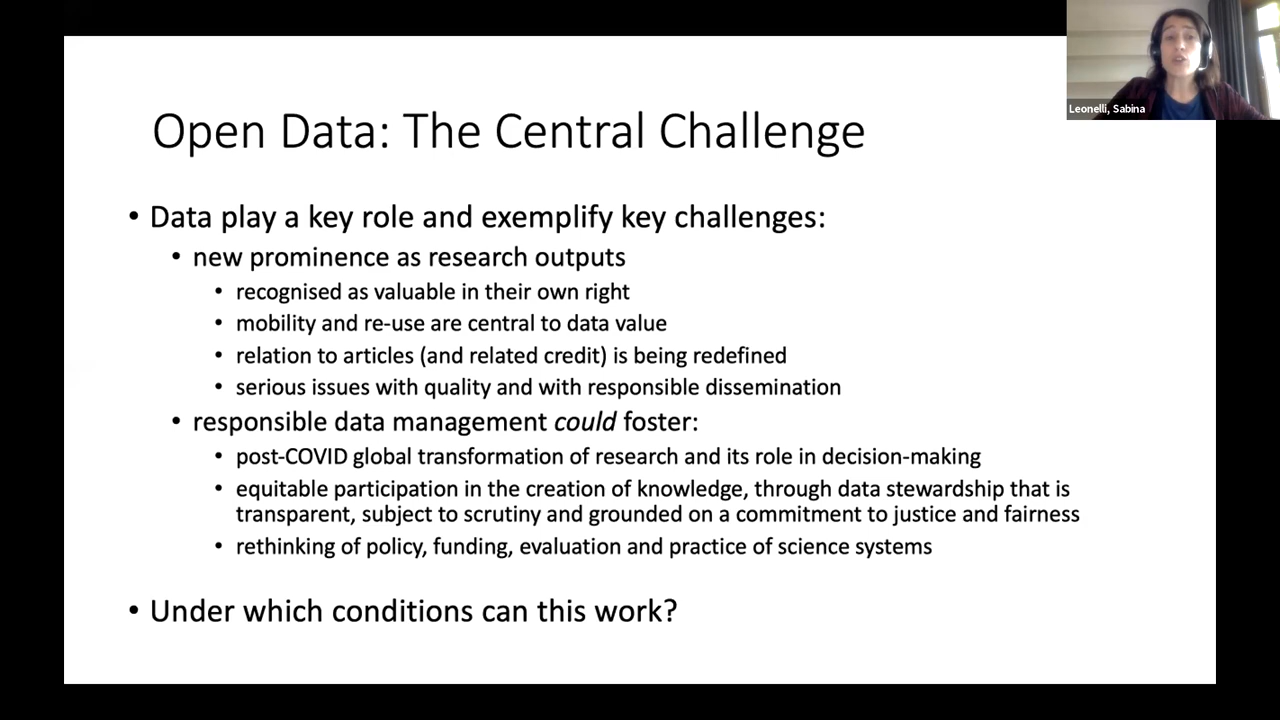 Leonelli, Sabina
Open Data: The Central Challenge
• Data play a key role and exemplify key challenges:
• new prominence as research outputs
• recognised as valuable in their own right
• mobility and re-use are central to data value
• relation to articles (and related credit) is being redefined
• serious issues with quality and with responsible dissemination
• responsible data management could foster:
• post-COVID global transformation of research and its role in decision-making
• equitable participation in the creation of knowledge, through data stewardship that is
transparent, subject to scrutiny and grounded on a commitment to justice and fairness
• rethinking of policy, funding, evaluation and practice of science systems
• Under which conditions can this work?